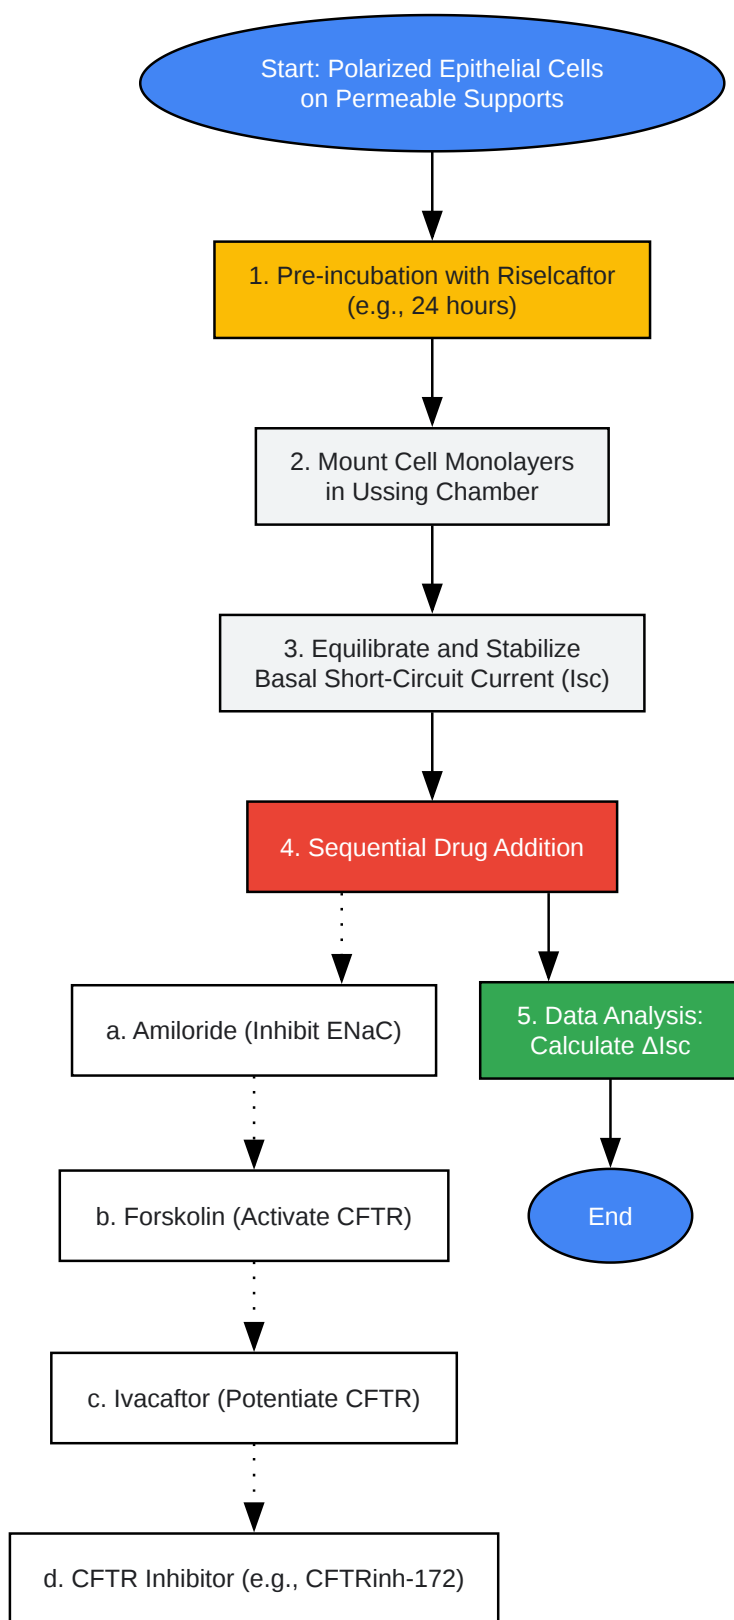 Start: Polarized Epithelial Cells
on Permeable Supports
1. Pre-incubation with Riselcaftor
(e.g., 24 hours)
2. Mount Cell Monolayers
in Ussing Chamber
3. Equilibrate and Stabilize
Basal Short-Circuit Current (Isc)
4. Sequential Drug Addition
a. Amiloride (Inhibit ENaC)
5. Data Analysis:
Calculate ΔIsc
b. Forskolin (Activate CFTR)
End
c. Ivacaftor (Potentiate CFTR)
d. CFTR Inhibitor (e.g., CFTRinh-172)